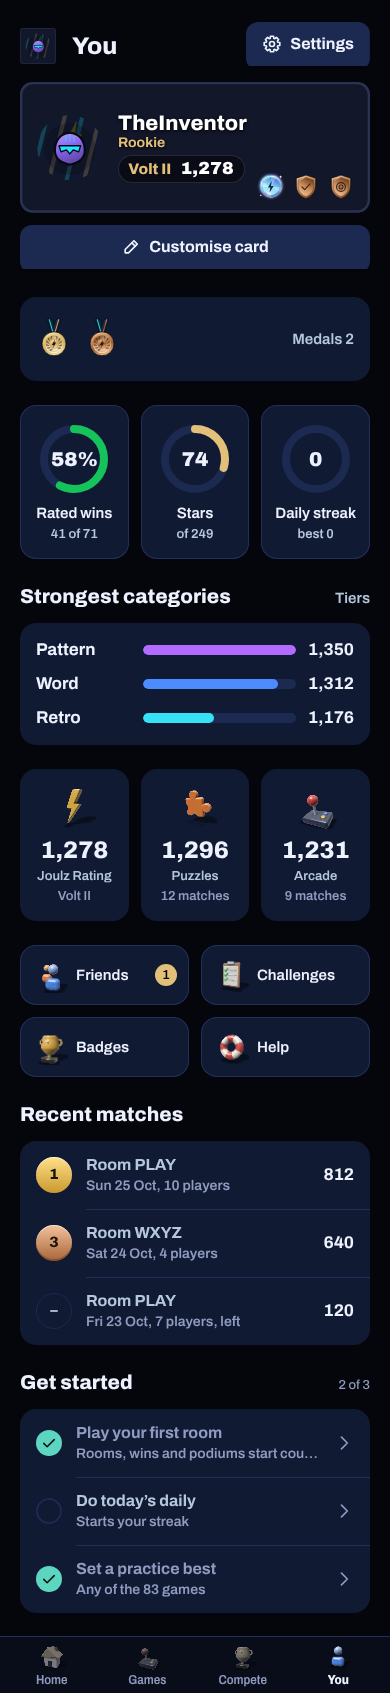 You
Settings
TheInventor
Rookie
Volt II 1,278
Customise card
Medals 2
58%
Rated wins
41 of 71
74
Stars
of 249
0
Daily streak
best 0
Strongest categories
Tiers
Pattern 1,350
Word 1,312
Retro 1,176
1,278
Joulz Rating
Volt II
1,296
Puzzles
12 matches
1,231
Arcade
9 matches
Friends 1
Challenges
Badges
Help
Recent matches
1
Room PLAY
Sun 25 Oct, 10 players
812
3
Room WXYZ
Sat 24 Oct, 4 players
640
–
Room PLAY
Fri 23 Oct, 7 players, left
120
Get started
2 of 3
Play your first room
Rooms, wins and podiums start cou...
Do today’s daily
Starts your streak
Set a practice best
Any of the 83 games
Home
Games
Compete
You